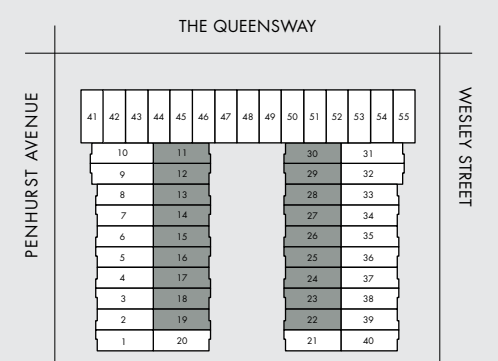 THE QUEENSWAY
PENHURST AVENUE
WESLEY STREET
41 42 43 44 45 46 47 48 49 50 51 52 53 54 55
10 11 30 31
9 12 29 32
8 13 28 33
7 14 27 34
6 15 26 35
5 16 25 36
4 17 24 37
3 18 23 38
2 19 22 39
1 20 21 40